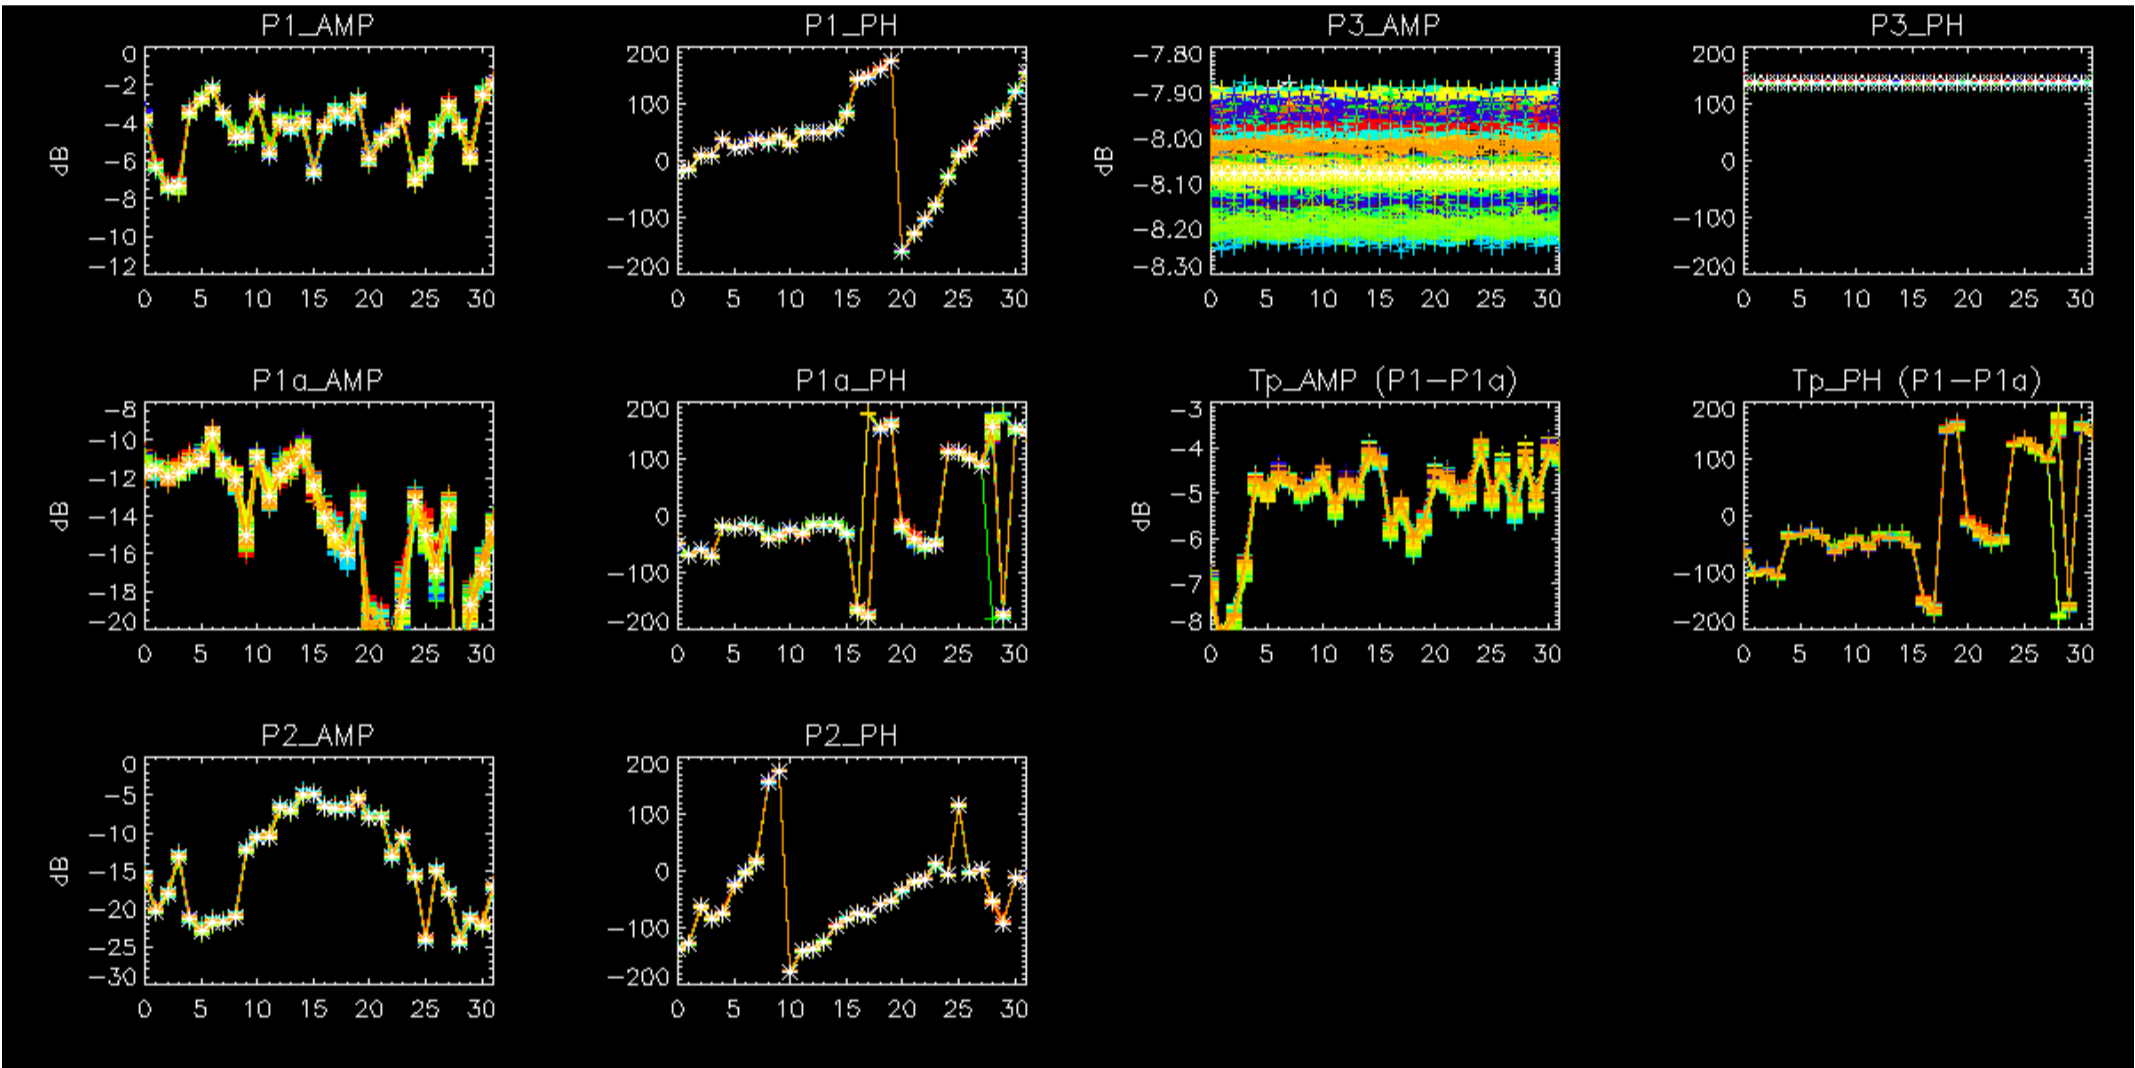 P1_AMP
0
−2
−4
−6
−8
−10
−12
dB
0 5 10 15 20 25 30
P1_PH
200
100
0
−100
−200
0 5 10 15 20 25 30
P3_AMP
−7.80
−7.90
−8.00
−8.10
−8.20
−8.30
dB
0 5 10 15 20 25 30
P3_PH
200
100
0
−100
−200
0 5 10 15 20 25 30
P1a_AMP
−8
−10
−12
−14
−16
−18
−20
dB
0 5 10 15 20 25 30
P1a_PH
200
100
0
−100
−200
0 5 10 15 20 25 30
Tp_AMP (P1−P1a)
−3
−4
−5
−6
−7
−8
dB
0 5 10 15 20 25 30
Tp_PH (P1−P1a)
200
100
0
−100
−200
0 5 10 15 20 25 30
P2_AMP
0
−5
−10
−15
−20
−25
−30
dB
0 5 10 15 20 25 30
P2_PH
200
100
0
−100
−200
0 5 10 15 20 25 30